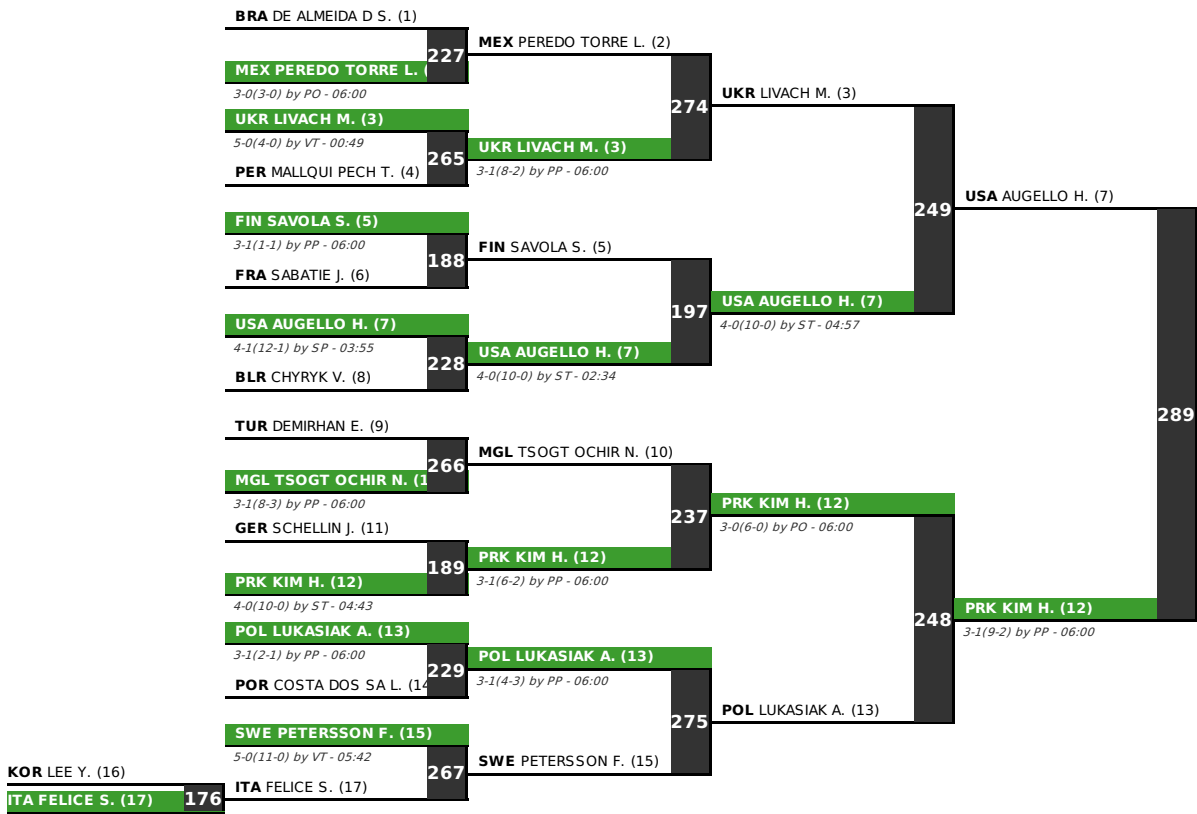 BRA DE ALMEIDA D S. (1)
227
MEX PEREDO TORRE L. (
3-0(3-0) by PO - 06:00
UKR LIVACH M. (3)
5-0(4-0) by VT - 00:49
265
PER MALLQUI PECH T. (4)
FIN SAVOLA S. (5)
3-1(1-1) by PP - 06:00
188
FRA SABATIE J. (6)
USA AUGELLO H. (7)
4-1(12-1) by SP - 03:55
228
BLR CHYRYK V. (8)
TUR DEMIRHAN E. (9)
266
MGL TSOGT OCHIR N. (1
3-1(8-3) by PP - 06:00
GER SCHELLIN J. (11)
189
PRK KIM H. (12)
4-0(10-0) by ST - 04:43
POL LUKASIAK A. (13)
3-1(2-1) by PP - 06:00
229
POR COSTA DOS SA L. (14
SWE PETERSSON F. (15)
5-0(11-0) by VT - 05:42
267
ITA FELICE S. (17)
KOR LEE Y. (16)
ITA FELICE S. (17)
176
MEX PEREDO TORRE L. (2)
274
UKR LIVACH M. (3)
3-1(8-2) by PP - 06:00
FIN SAVOLA S. (5)
197
USA AUGELLO H. (7)
4-0(10-0) by ST - 02:34
MGL TSOGT OCHIR N. (10)
237
PRK KIM H. (12)
3-1(6-2) by PP - 06:00
POL LUKASIAK A. (13)
3-1(4-3) by PP - 06:00
275
SWE PETERSSON F. (15)
UKR LIVACH M. (3)
249
USA AUGELLO H. (7)
4-0(10-0) by ST - 04:57
PRK KIM H. (12)
3-0(6-0) by PO - 06:00
248
POL LUKASIAK A. (13)
USA AUGELLO H. (7)
289
PRK KIM H. (12)
3-1(9-2) by PP - 06:00